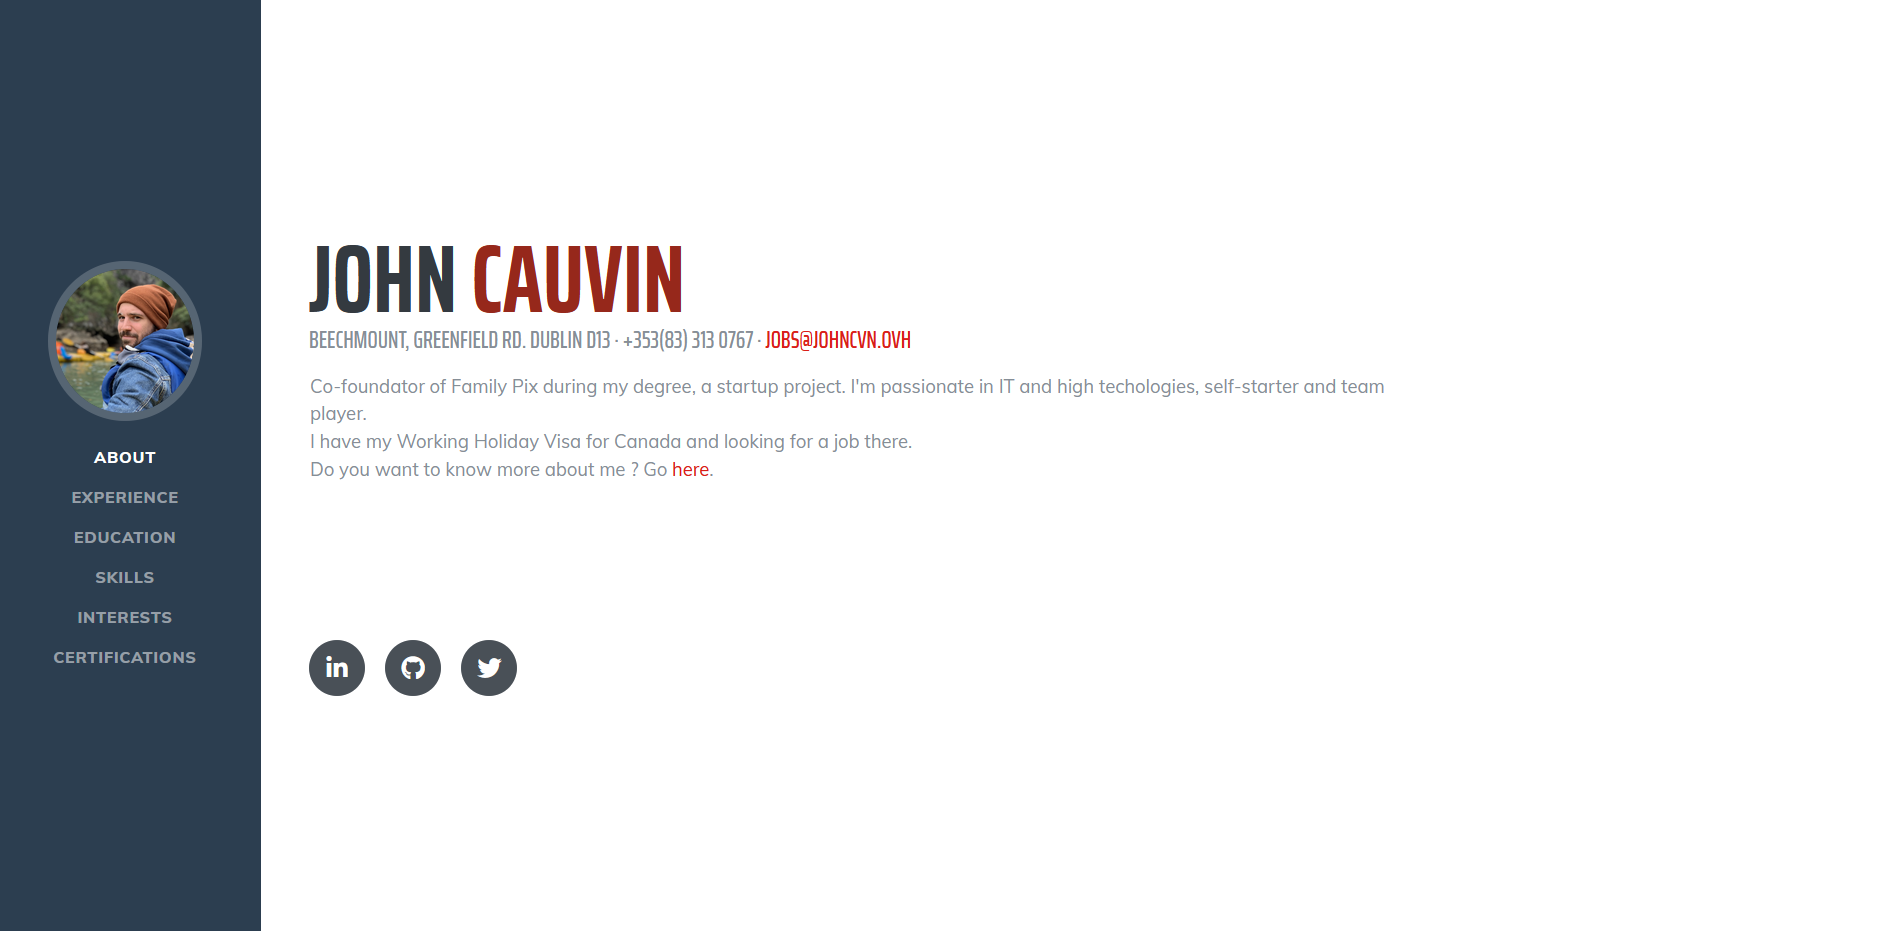 ABOUT
EXPERIENCE
EDUCATION
SKILLS
INTERESTS
CERTIFICATIONS
JOHN CAUVIN
BEECHMOUNT, GREENFIELD RD. DUBLIN D13 · +353(83) 313 0767 · JOBS@JOHNCVN.OVH
Co-foundator of Family Pix during my degree, a startup project. I'm passionate in IT and high techologies, self-starter and team
player.
I have my Working Holiday Visa for Canada and looking for a job there.
Do you want to know more about me ? Go here.
in